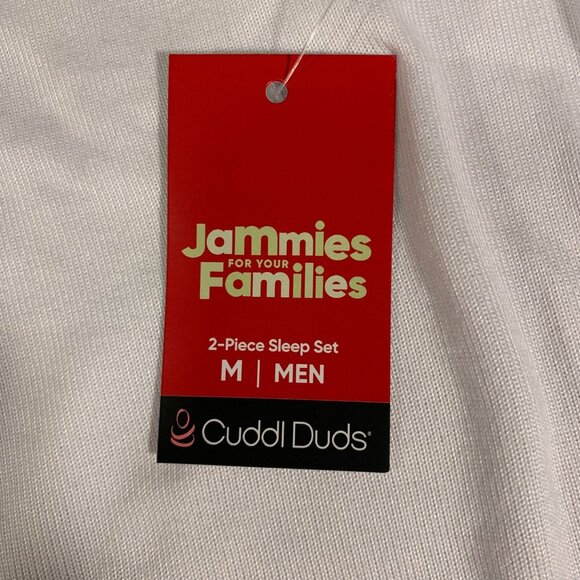 Jammies
FOR YOUR
Families
2-Piece Sleep Set
M | MEN
Cuddl Duds®